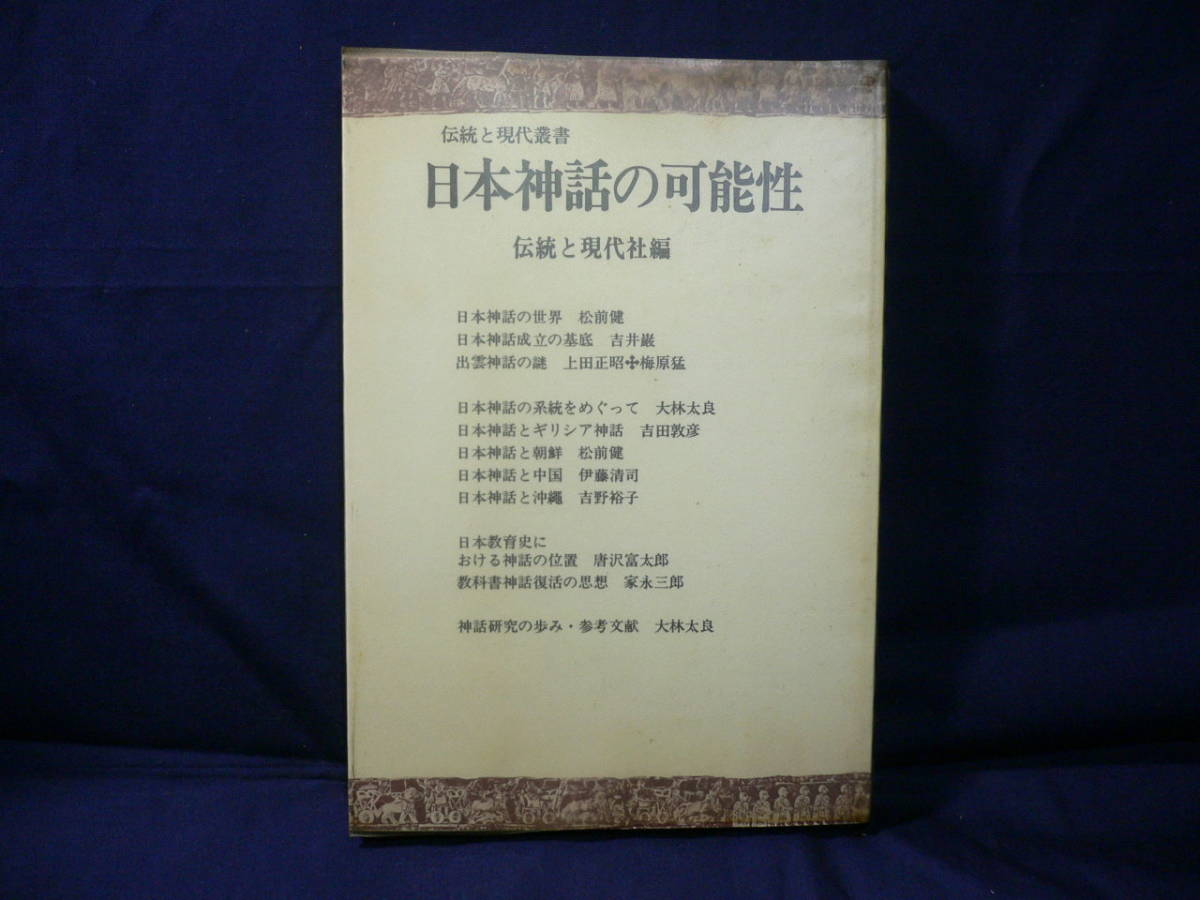 伝統と現代叢書
日本神話の可能性
伝統と現代社編
日本神話の世界　松前健
日本神話成立の基底　吉井巌
出雲神話の謎　上田正昭✣梅原猛
日本神話の系統をめぐって　大林太良
日本神話とギリシア神話　吉田敦彦
日本神話と朝鮮　松前健
日本神話と中国　伊藤清司
日本神話と沖縄　吉野裕子
日本教育史に
おける神話の位置　唐沢富太郎
教科書神話復活の思想　家永三郎
神話研究の歩み・参考文献　大林太良